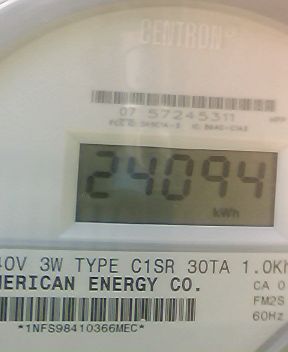 CENTRON®
07 57245311
24094
kWh
40V 3W TYPE C1SR 30TA 1.0K
MERICAN ENERGY CO.
CA 0
FM2S
60Hz
*1NFS98410366MEC*